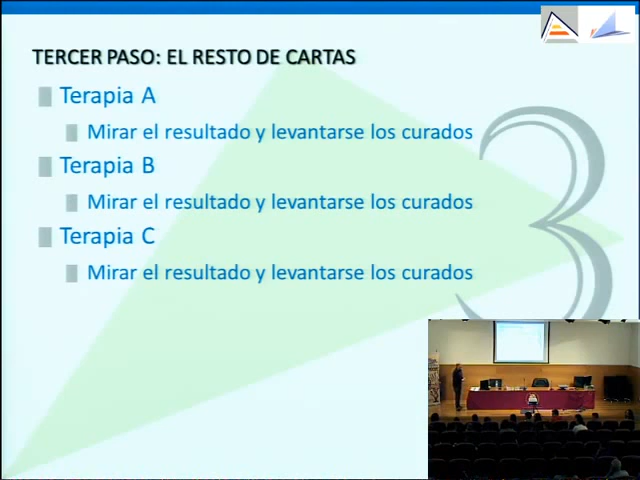 TERCER PASO: EL RESTO DE CARTAS
Terapia A
Mirar el resultado y levantarse los curados
Terapia B
Mirar el resultado y levantarse los curados
Terapia C
Mirar el resultado y levantarse los curados
3